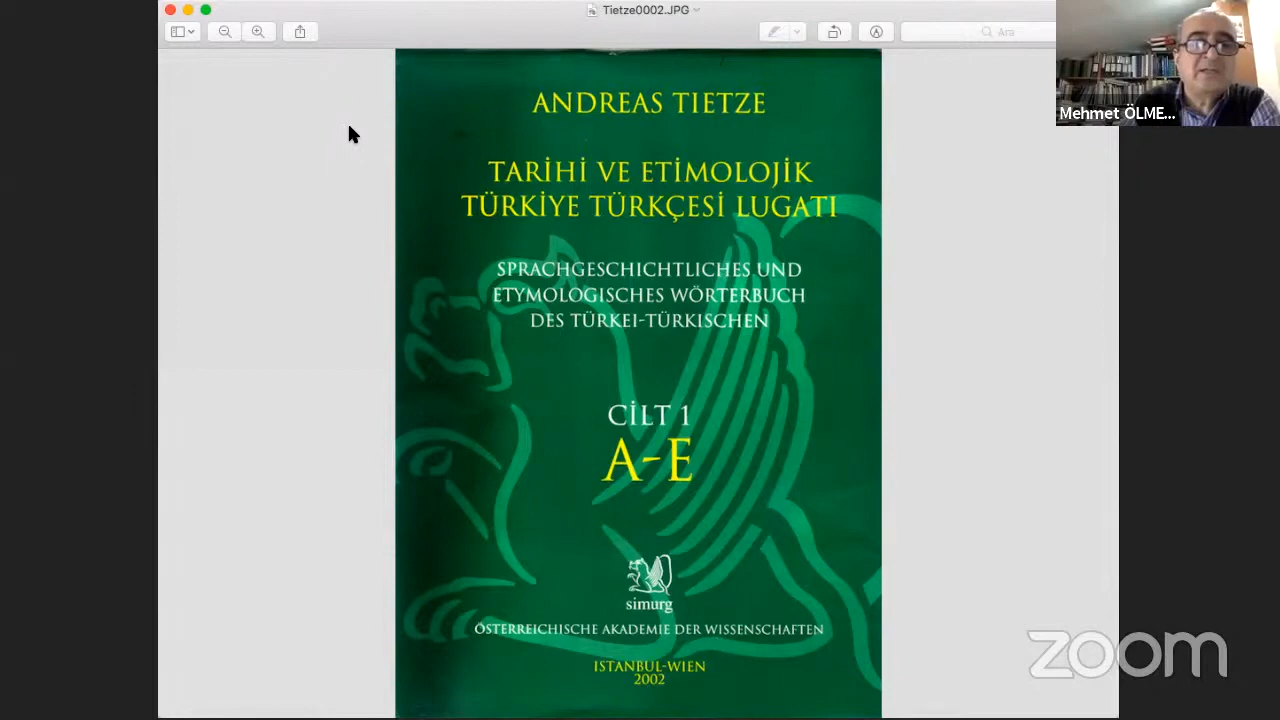 Tietze0002.JPG
Ara
Mehmet ÖLME...
ANDREAS TIETZE
TARİHİ VE ETİMOLOJİK
TÜRKİYE TÜRKÇESİ LUGATI
SPRACHGESCHICHTLICHES UND
ETYMOLOGISCHES WÖRTERBUCH
DES TÜRKEI-TÜRKISCHEN
CİLT 1
A-E
simurg
ÖSTERREICHISCHE AKADEMIE DER WISSENSCHAFTEN
ISTANBUL-WIEN
2002
zoom